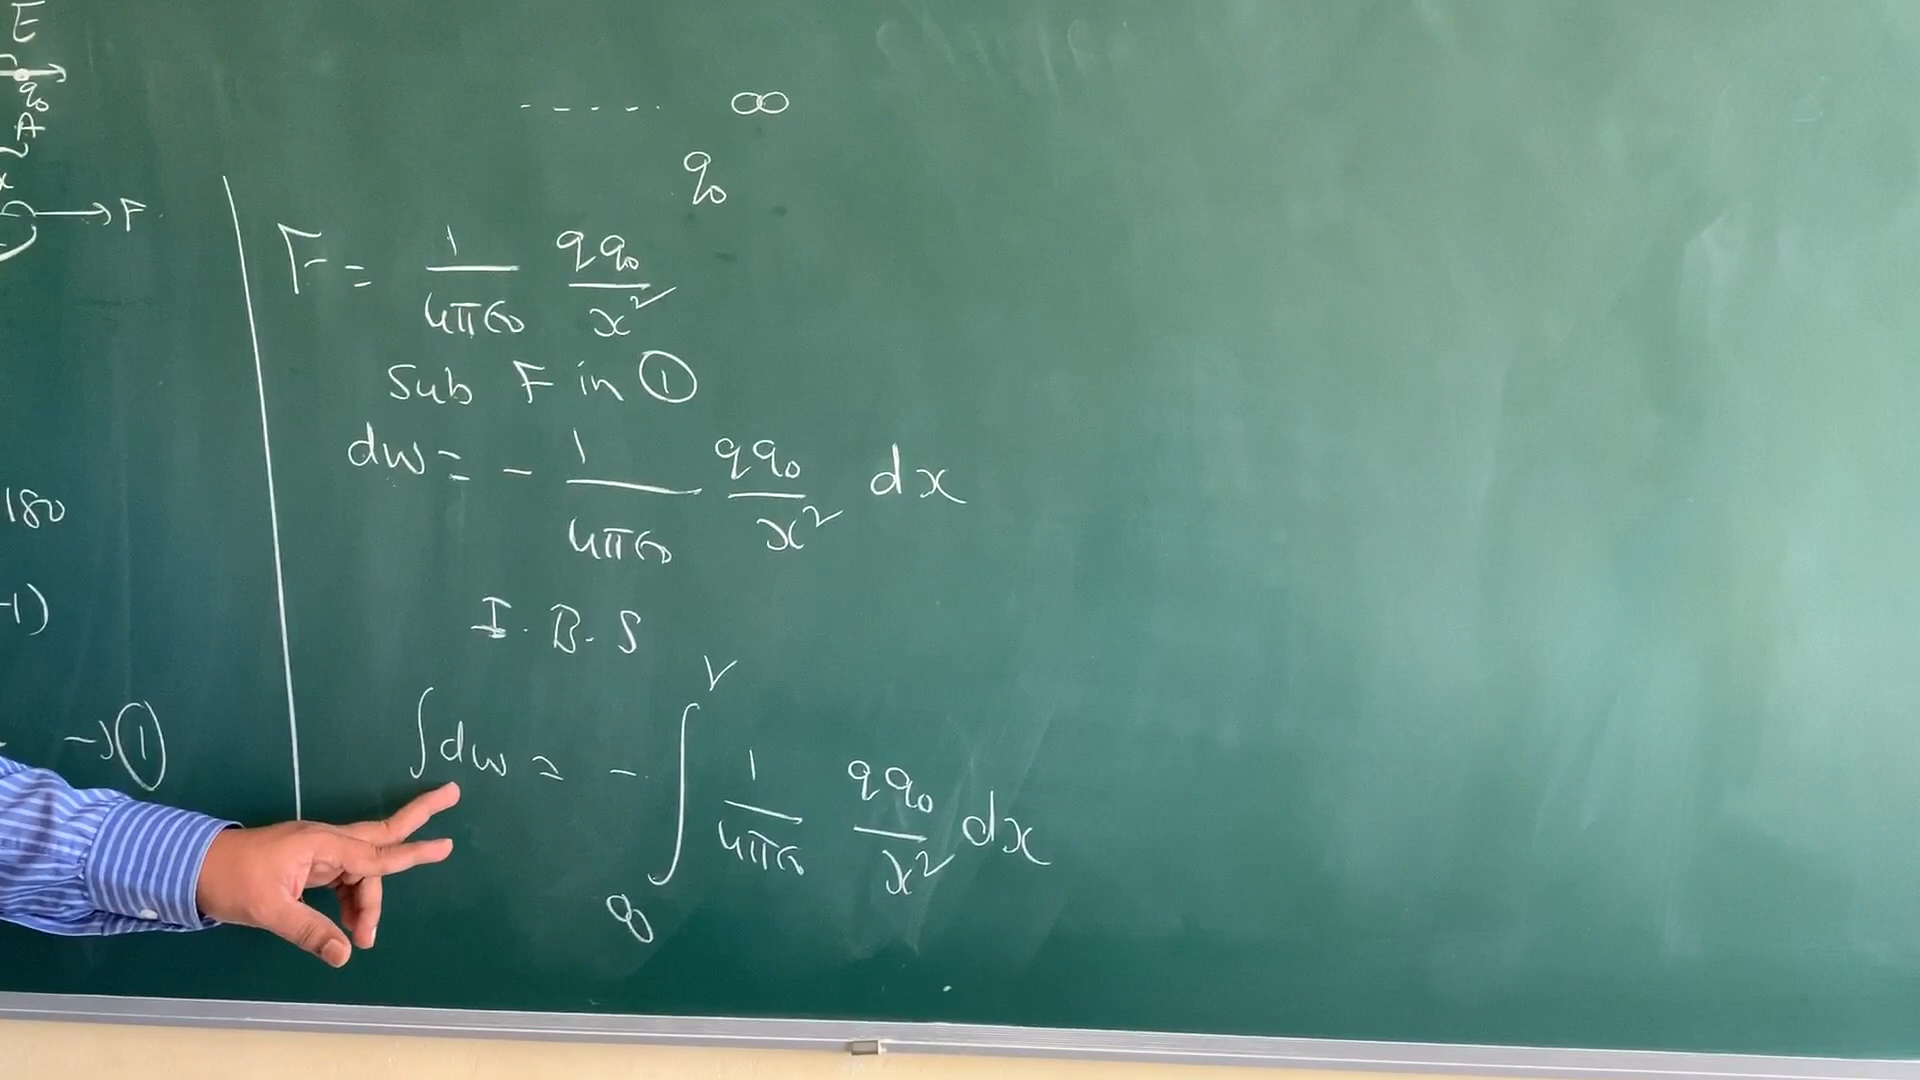 E
q₀
A
x
→ F
180
-1)
→ ①
----- ∞
q₀
F = 1/4πϵ₀ qq₀/x²
Sub F in ①
dw = - 1/4πϵ₀ qq₀/x² dx
I.B.S
∫dw = - ∫_∞^r 1/4πϵ₀ qq₀/x² dx